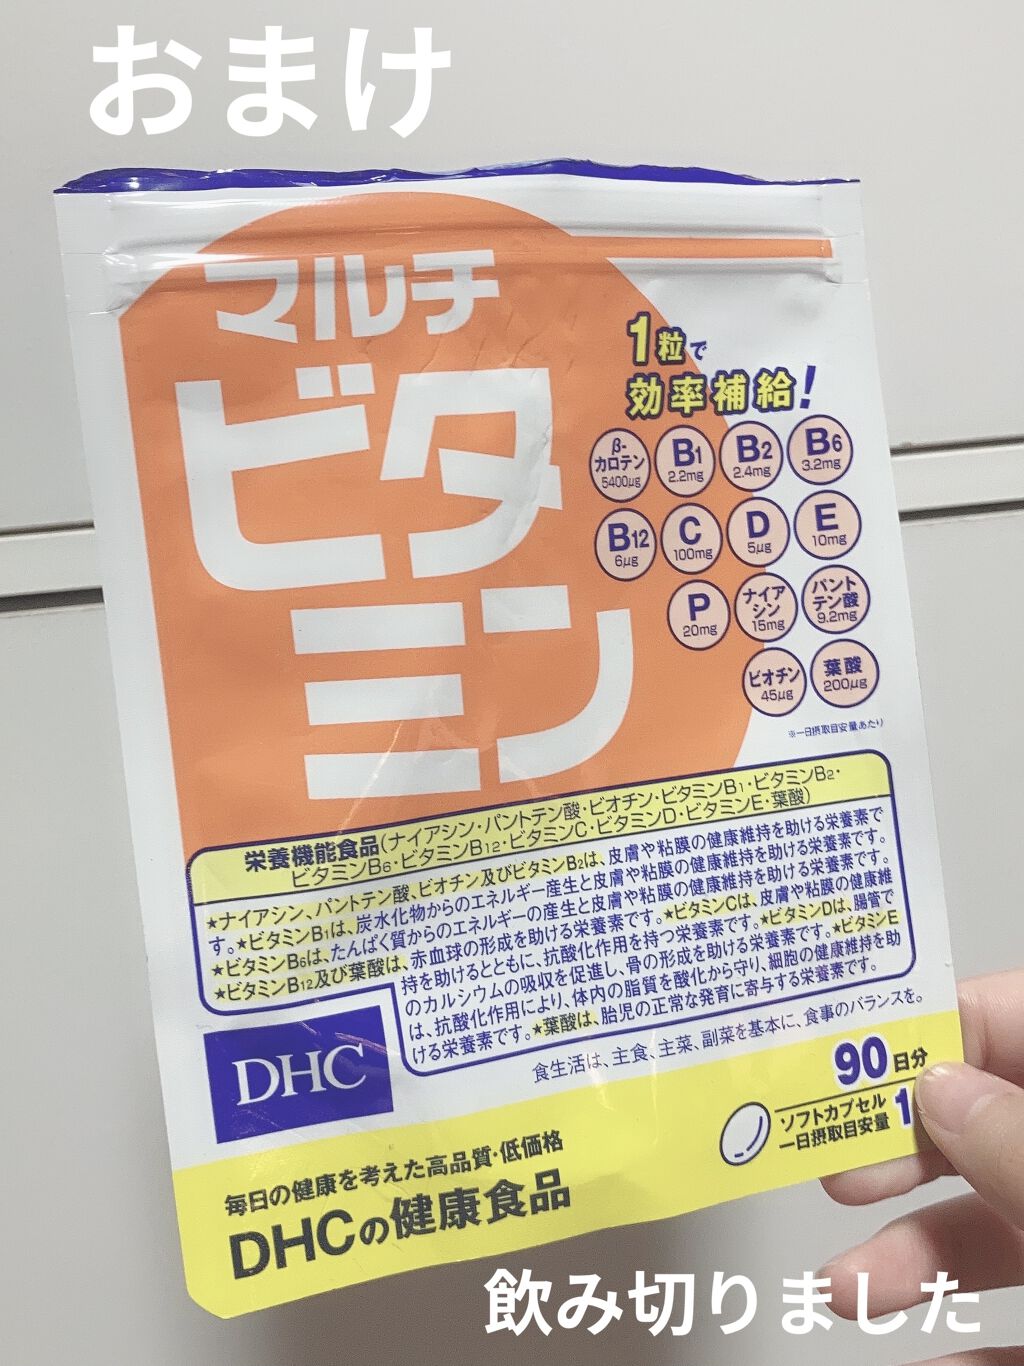 おまけ
マルチ
ビタ
ミン
1粒で
効率補給!
β-
カロテン
5400μg
B1
2.2mg
B2
2.4mg
B6
3.2mg
B12
6μg
C
100mg
D
5μg
E
10mg
P
20mg
ナイア
シン
15mg
パント
テン酸
9.2mg
ビオチン
45μg
葉酸
200μg
※一日摂取目安量あたり
栄養機能食品(ナイアシン・パントテン酸・ビオチン・ビタミンB1・ビタミンB2・
ビタミンB6・ビタミンB12・ビタミンC・ビタミンD・ビタミンE・葉酸)
★ナイアシン、パントテン酸、ビオチン及びビタミンB2は、皮膚や粘膜の健康維持を助ける栄養素で
す。★ビタミンB1は、炭水化物からのエネルギー産生と皮膚や粘膜の健康維持を助ける栄養素です。
★ビタミンB6は、たんぱく質からのエネルギーの産生と皮膚や粘膜の健康維持を助ける栄養素です。
★ビタミンB12及び葉酸は、赤血球の形成を助ける栄養素です。★ビタミンCは、皮膚や粘膜の健康維
持を助けるとともに、抗酸化作用を持つ栄養素です。★ビタミンDは、腸管で
のカルシウムの吸収を促進し、骨の形成を助ける栄養素です。★ビタミンE
は、抗酸化作用により、体内の脂質を酸化から守り、細胞の健康維持を助
ける栄養素です。★葉酸は、胎児の正常な発育に寄与する栄養素です。
DHC
食生活は、主食、主菜、副菜を基本に、食事のバランスを。
90日分
ソフトカプセル
一日摂取目安量 1
毎日の健康を考えた高品質・低価格
DHCの健康食品
飲み切りました